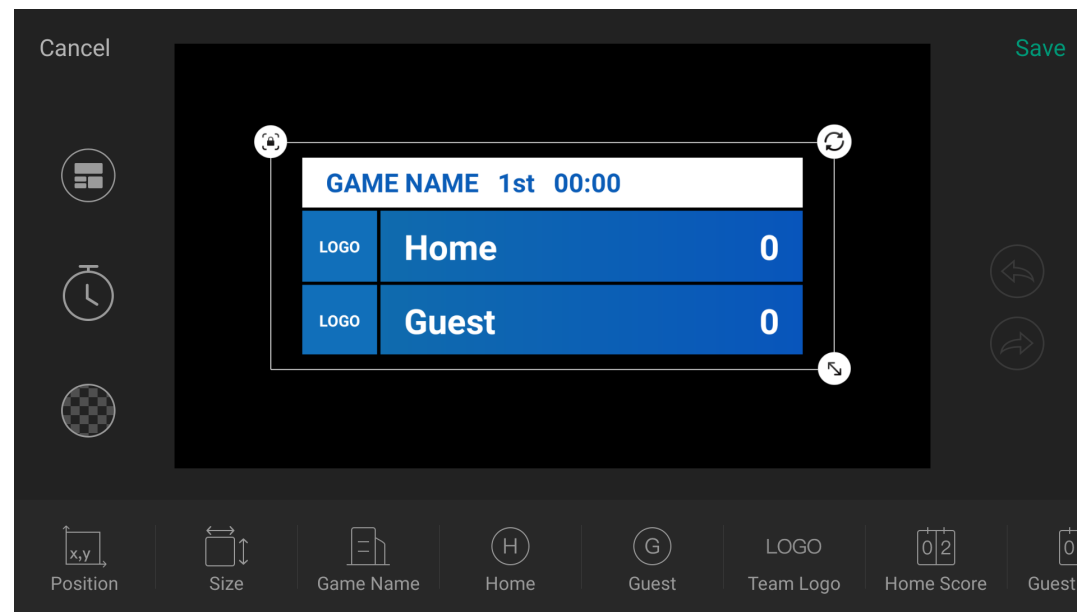 Cancel
Save
GAME NAME 1st 00:00
LOGO Home 0
LOGO Guest 0
x,y
H
G
LOGO
0 2
0
Position
Size
Game Name
Home
Guest
Team Logo
Home Score
Guest